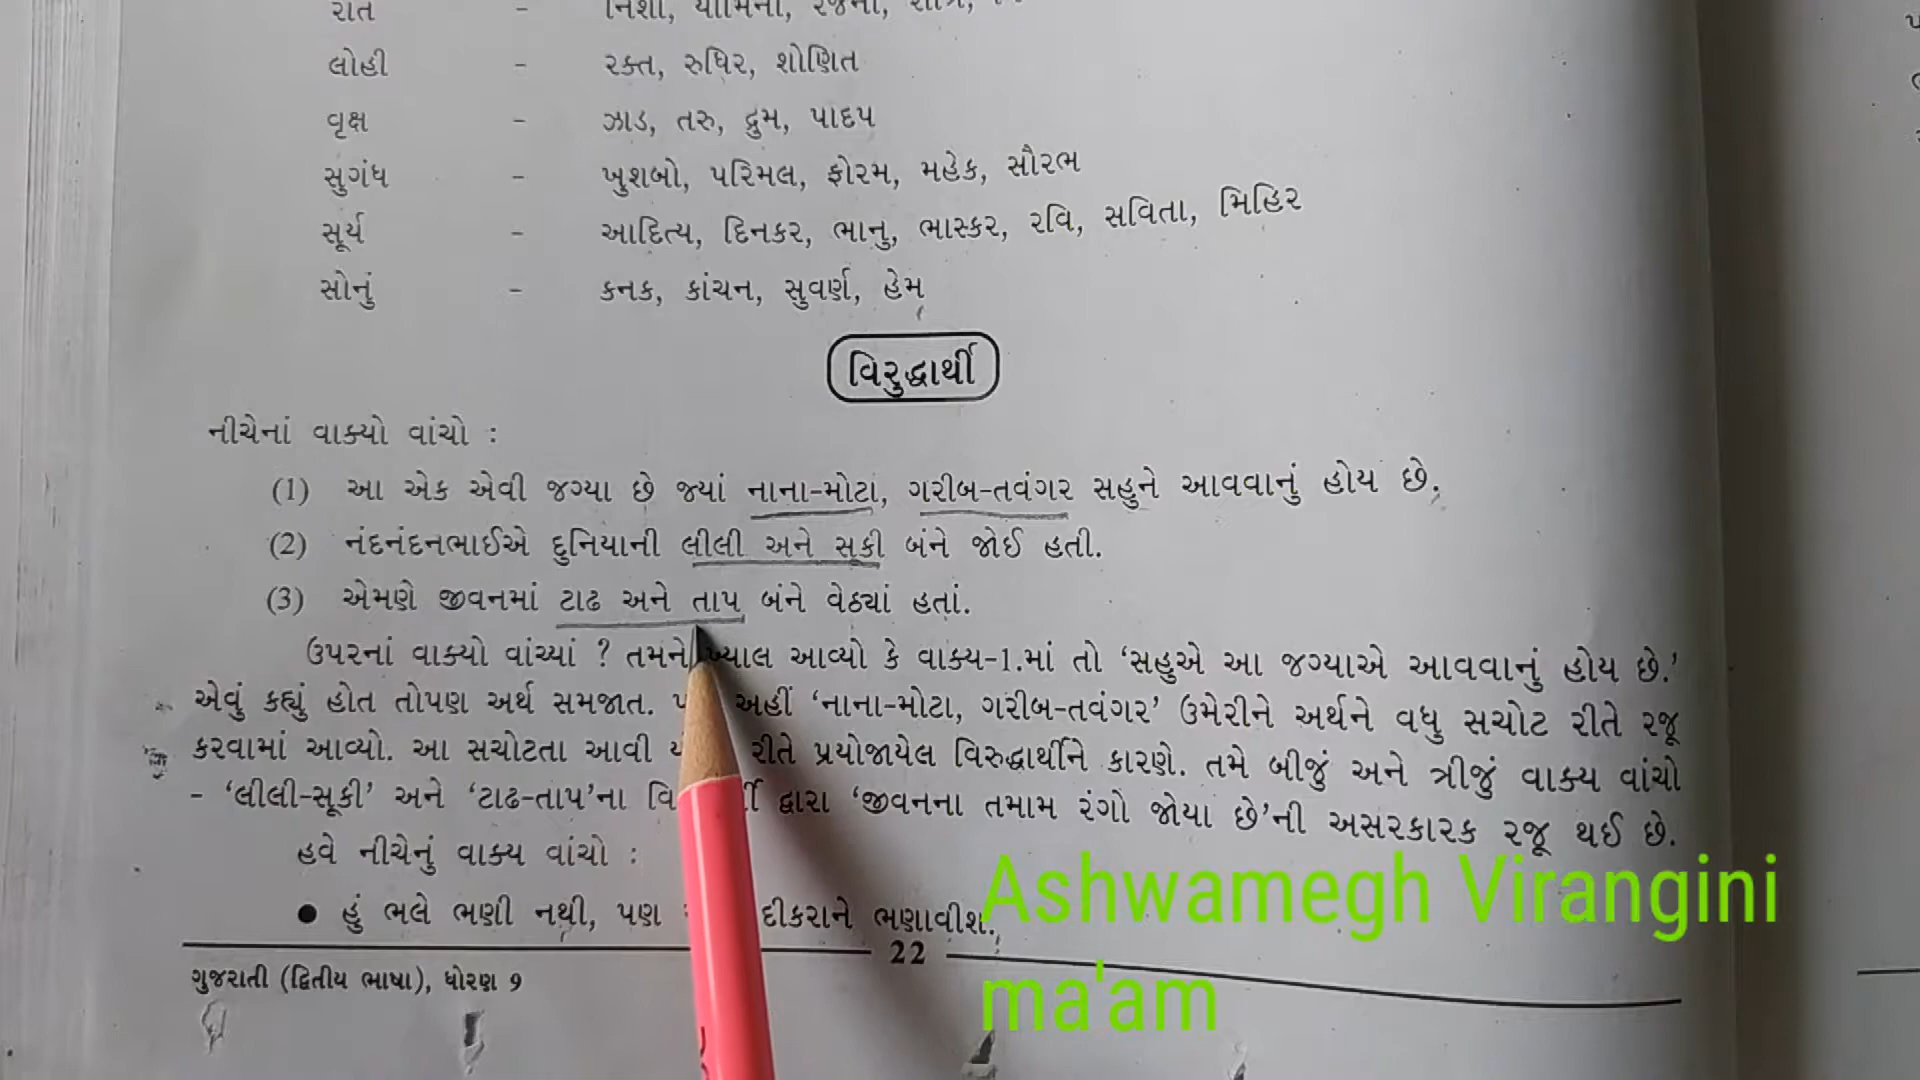 રાત - નિશા, યામિના, રજના, રાત્રિ,
લોહી - રક્ત, રુધિર, શોણિત
વૃક્ષ - ઝાડ, તરુ, દ્રુમ, પાદપ
સુગંધ - ખુશબો, પરિમલ, ફોરમ, મહેક, સૌરભ
સૂર્ય - આદિત્ય, દિનકર, ભાનુ, ભાસ્કર, રવિ, સવિતા, મિહિર
સોનું - કનક, કાંચન, સુવર્ણ, હેમ
વિરુદ્ધાર્થી
નીચેનાં વાક્યો વાંચો :
(1) આ એક એવી જગ્યા છે જ્યાં નાના-મોટા, ગરીબ-તવંગર સહુને આવવાનું હોય છે.
(2) નંદનંદનભાઈએ દુનિયાની લીલી અને સૂકી બંને જોઈ હતી.
(3) એમણે જીવનમાં ટાઢ અને તાપ બંને વેઠ્યાં હતાં.
ઉપરનાં વાક્યો વાંચ્યાં ? તમને ખ્યાલ આવ્યો કે વાક્ય-1.માં તો ‘સહુએ આ જગ્યાએ આવવાનું હોય છે.’
એવું કહ્યું હોત તોપણ અર્થ સમજાત. અહીં ‘નાના-મોટા, ગરીબ-તવંગર’ ઉમેરીને અર્થને વધુ સચોટ રીતે રજૂ
કરવામાં આવ્યો. આ સચોટતા આવી રીતે પ્રયોજાયેલ વિરુદ્ધાર્થીને કારણે. તમે બીજું અને ત્રીજું વાક્ય વાંચો
- ‘લીલી-સૂકી’ અને ‘ટાઢ-તાપ’ના દ્વારા ‘જીવનના તમામ રંગો જોયા છે’ની અસરકારક રજૂ થઈ છે.
હવે નીચેનું વાક્ય વાંચો :
● હું ભલે ભણી નથી, પણ દીકરાને ભણાવીશ.
22
ગુજરાતી (દ્વિતીય ભાષા), ધોરણ 9
Ashwamegh Virangini
ma'am